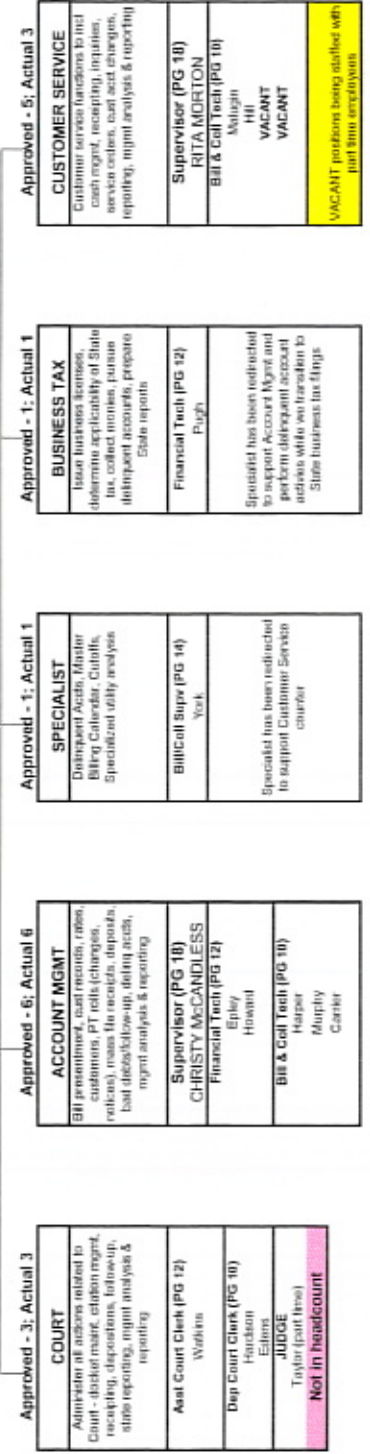 Approved - 3; Actual 3
COURT
Administer all actions related to
Court - docket maint, citation mgmt,
receipting, dispositions, follow-up,
state reporting, mgmt analysis &
reporting
Asst Court Clerk (PG 12)
Watkins
Dep Court Clerk (PG 10)
Hardison
Edens
JUDGE
Taylor (part time)
Not in headcount
Approved - 6; Actual 6
ACCOUNT MGMT
Bill presentment, cust records, rates,
customers, PT rolls (changes,
notices), mass file receipts, deposits,
bad debts/follow-up, delinq accts,
mgmt analysis & reporting
Supervisor (PG 18)
CHRISTY McCANDLESS
Financial Tech (PG 12)
Epley
Howard
Bill & Coll Tech (PG 10)
Harper
Murphy
Carrier
Approved - 1; Actual 1
SPECIALIST
Delinquent Accts, Master
Billing Calendar, Cutoffs,
Specialized utility analysis
Bill/Coll Supv (PG 14)
York
Specialist has been redirected
to support Customer Service
counter
Approved - 1; Actual 1
BUSINESS TAX
Issue business licenses,
determine applicability of State
tax, collect monies, pursue
delinquent accounts, prepare
State reports
Financial Tech (PG 12)
Pugh
Specialist has been redirected
to support Account Mgmt and
perform delinquent account
activies while we transition to
State business tax filings
Approved - 5; Actual 3
CUSTOMER SERVICE
Customer service functions to incl
cash mgmt, receipting, inquiries,
service orders, cust acct changes,
reporting, mgmt analysis & reporting
Supervisor (PG 18)
RITA MORTON
Bill & Coll Tech (PG 10)
Malugin
Hill
VACANT
VACANT
VACANT positions being staffed with
part time employees